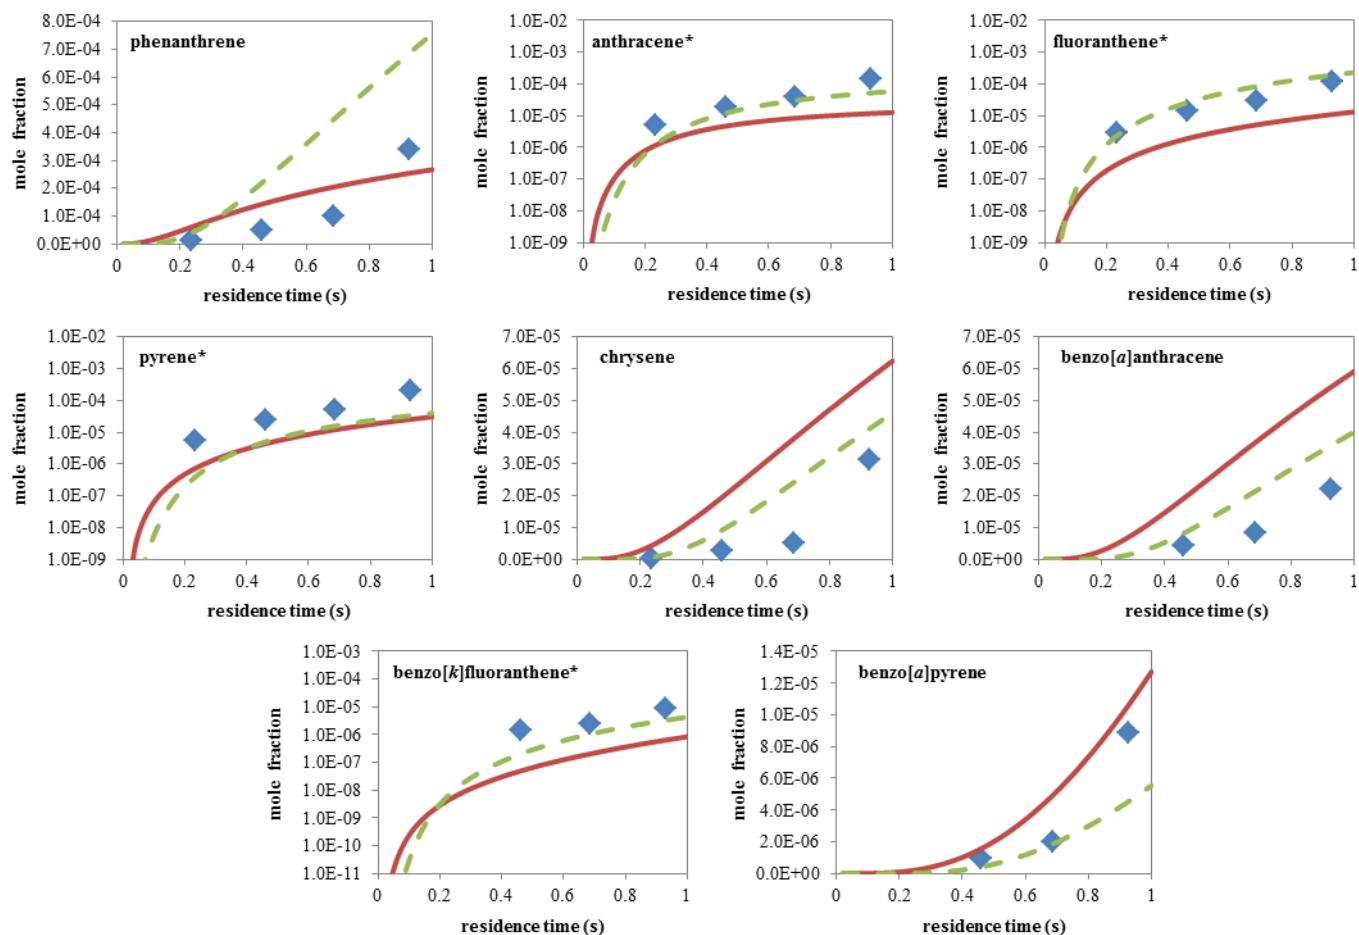 phenanthrene
mole fraction
8.0E-04
7.0E-04
6.0E-04
5.0E-04
4.0E-04
3.0E-04
2.0E-04
1.0E-04
0.0E+00
0 0.2 0.4 0.6 0.8 1
residence time (s)
anthracene*
mole fraction
1.0E-02
1.0E-03
1.0E-04
1.0E-05
1.0E-06
1.0E-07
1.0E-08
1.0E-09
0 0.2 0.4 0.6 0.8 1
residence time (s)
fluoranthene*
mole fraction
1.0E-02
1.0E-03
1.0E-04
1.0E-05
1.0E-06
1.0E-07
1.0E-08
1.0E-09
0 0.2 0.4 0.6 0.8 1
residence time (s)
pyrene*
mole fraction
1.0E-02
1.0E-03
1.0E-04
1.0E-05
1.0E-06
1.0E-07
1.0E-08
1.0E-09
0 0.2 0.4 0.6 0.8 1
residence time (s)
chrysene
mole fraction
7.0E-05
6.0E-05
5.0E-05
4.0E-05
3.0E-05
2.0E-05
1.0E-05
0.0E+00
0 0.2 0.4 0.6 0.8 1
residence time (s)
benzo[a]anthracene
mole fraction
7.0E-05
6.0E-05
5.0E-05
4.0E-05
3.0E-05
2.0E-05
1.0E-05
0.0E+00
0 0.2 0.4 0.6 0.8 1
residence time (s)
benzo[k]fluoranthene*
mole fraction
1.0E-03
1.0E-04
1.0E-05
1.0E-06
1.0E-07
1.0E-08
1.0E-09
1.0E-10
1.0E-11
0 0.2 0.4 0.6 0.8 1
residence time (s)
benzo[a]pyrene
mole fraction
1.4E-05
1.2E-05
1.0E-05
8.0E-06
6.0E-06
4.0E-06
2.0E-06
0.0E+00
0 0.2 0.4 0.6 0.8 1
residence time (s)